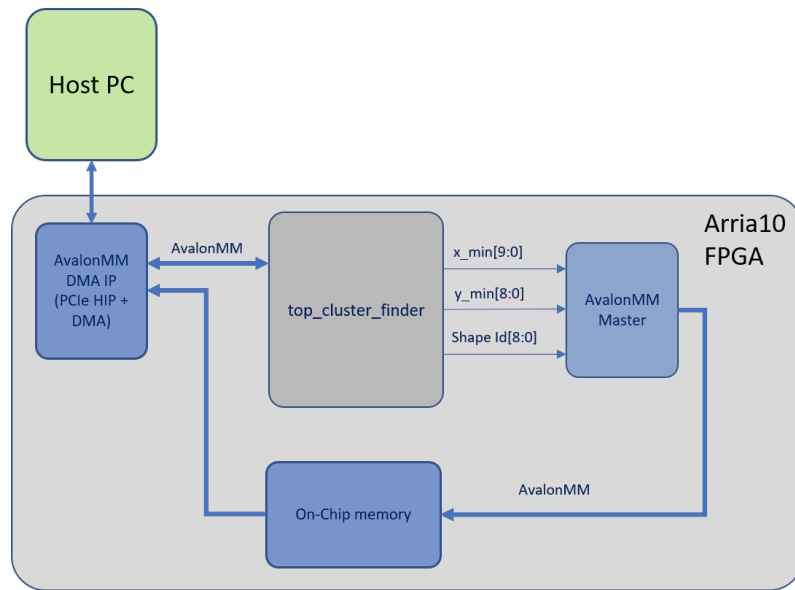 Host PC
Arria10
FPGA
AvalonMM
DMA IP
(PCIe HIP +
DMA)
AvalonMM
top_cluster_finder
x_min[9:0]
y_min[8:0]
Shape Id[8:0]
AvalonMM
Master
On-Chip memory
AvalonMM